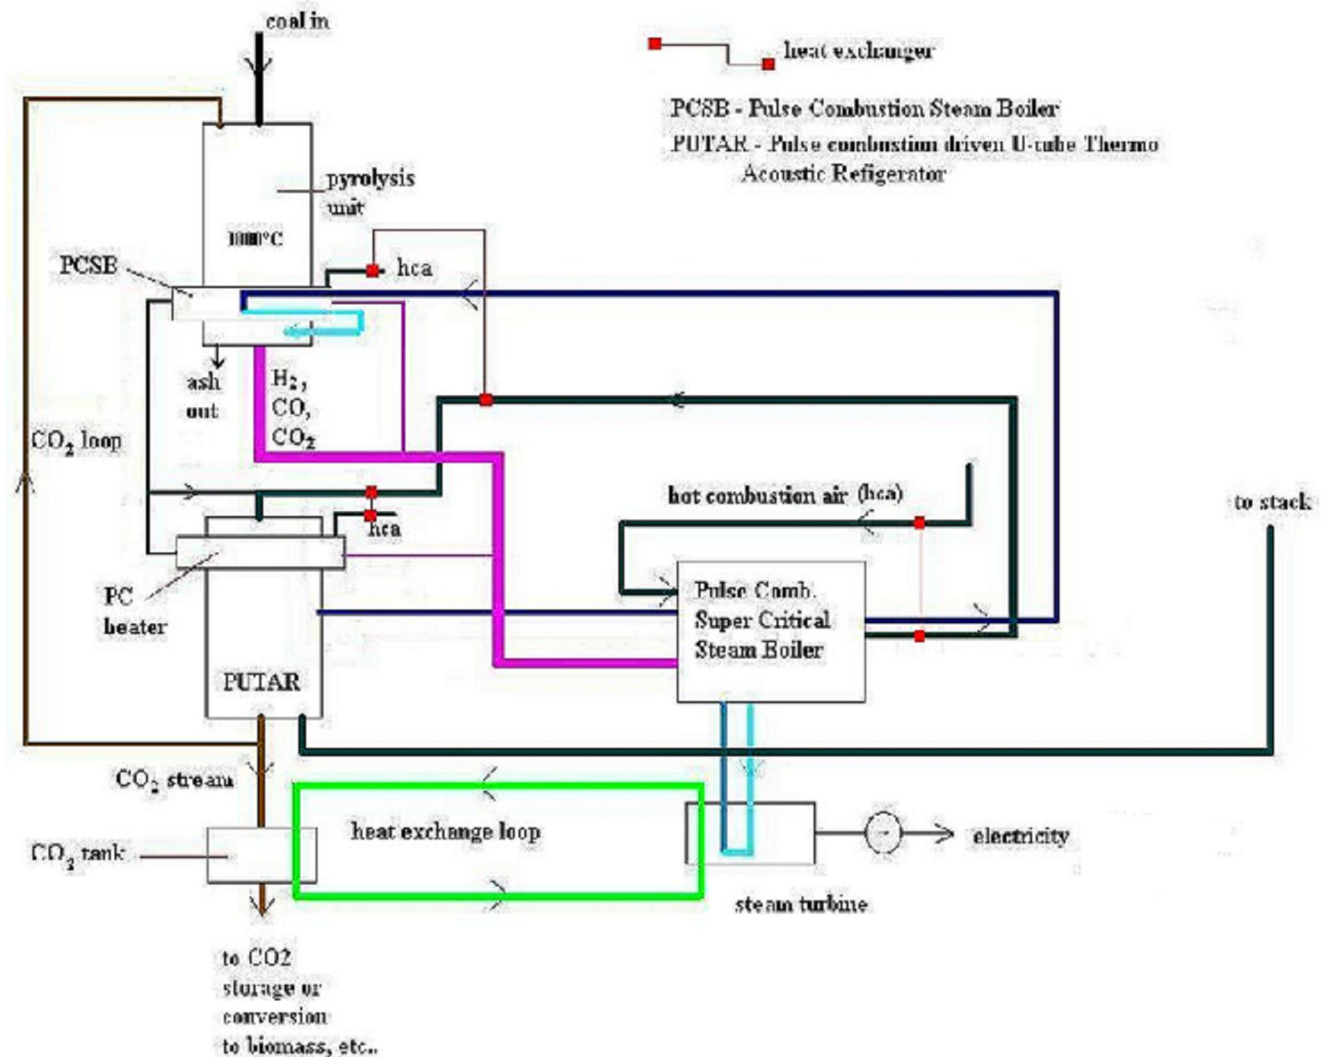 coal in
heat exchanger
PCSB - Pulse Combustion Steam Boiler
PUTAR - Pulse combustion driven U-tube Thermo
Acoustic Refigerator
pyrolysis
unit
1000°C
PCSB
hca
ash
out
H2,
CO,
CO2
CO2 loop
hot combustion air (hca)
to stack
hca
PC
heater
Pulse Comb.
Super Critical
Steam Boiler
PUTAR
CO2 stream
heat exchange loop
CO2 tank
electricity
steam turbine
to CO2
storage or
conversion
to biomass, etc..